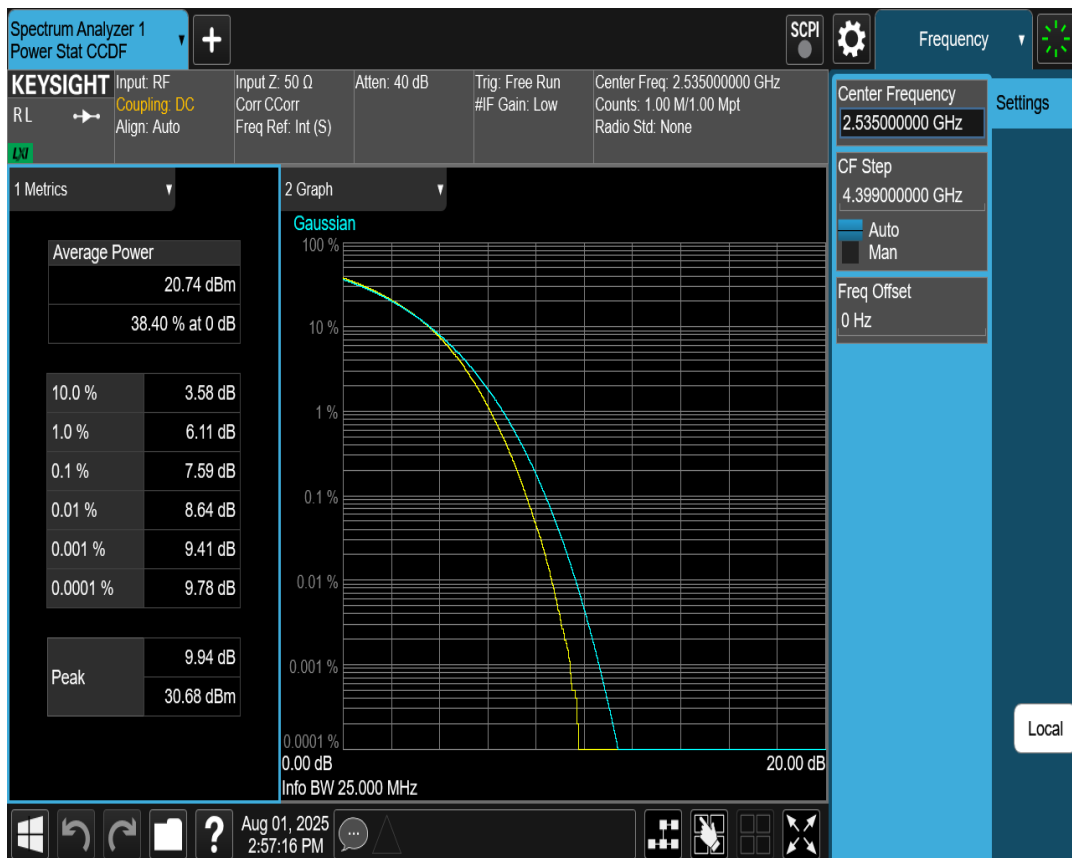 Spectrum Analyzer 1
Power Stat CCDF
SCPI
Frequency
KEYSIGHT
RL
LXI
Input: RF
Coupling: DC
Align: Auto
Input Z: 50 Ω
Corr CCorr
Freq Ref: Int (S)
Atten: 40 dB
Trig: Free Run
#IF Gain: Low
Center Freq: 2.535000000 GHz
Counts: 1.00 M/1.00 Mpt
Radio Std: None
Center Frequency
2.535000000 GHz
Settings
CF Step
4.399000000 GHz
Auto
Man
Freq Offset
0 Hz
1 Metrics
Average Power
20.74 dBm
38.40 % at 0 dB
10.0 % 3.58 dB
1.0 % 6.11 dB
0.1 % 7.59 dB
0.01 % 8.64 dB
0.001 % 9.41 dB
0.0001 % 9.78 dB
Peak
9.94 dB
30.68 dBm
2 Graph
Gaussian
100 %
10 %
1 %
0.1 %
0.01 %
0.001 %
0.0001 %
0.00 dB
20.00 dB
Info BW 25.000 MHz
Local
?
Aug 01, 2025
2:57:16 PM